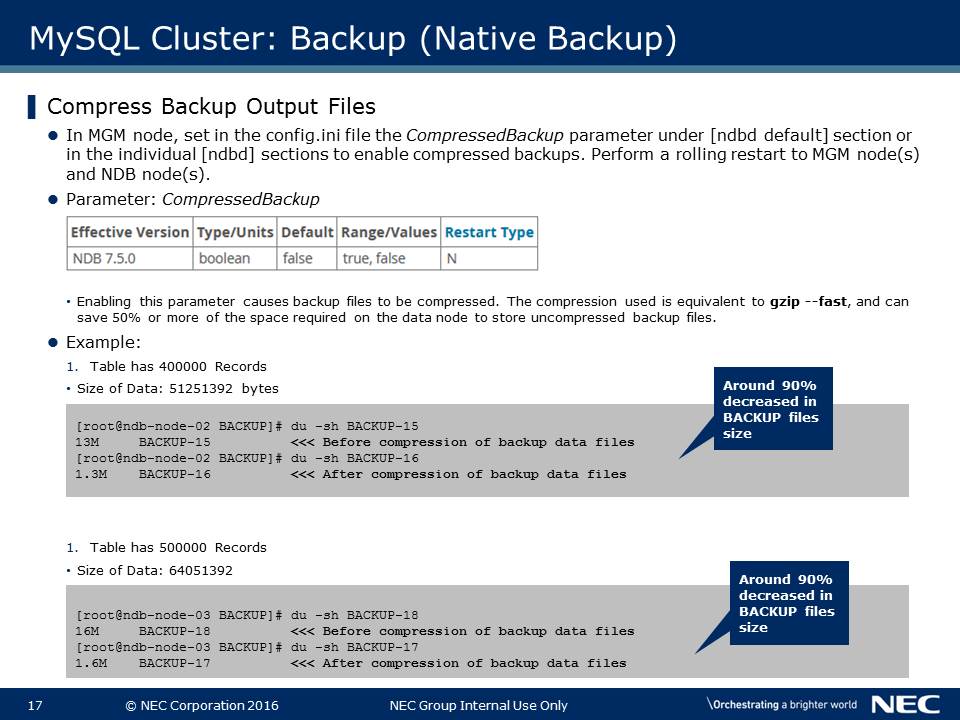 MySQL Cluster: Backup (Native Backup)
Compress Backup Output Files
In MGM node, set in the config.ini file the CompressedBackup parameter under [ndbd default] section or
in the individual [ndbd] sections to enable compressed backups. Perform a rolling restart to MGM node(s)
and NDB node(s).
Parameter: CompressedBackup
Effective Version Type/Units Default Range/Values Restart Type
NDB 7.5.0 boolean false true, false N
• Enabling this parameter causes backup files to be compressed. The compression used is equivalent to gzip --fast, and can
save 50% or more of the space required on the data node to store uncompressed backup files.
Example:
1. Table has 400000 Records
• Size of Data: 51251392 bytes
[root@ndb-node-02 BACKUP]# du -sh BACKUP-15
13M BACKUP-15 <<< Before compression of backup data files
[root@ndb-node-02 BACKUP]# du -sh BACKUP-16
1.3M BACKUP-16 <<< After compression of backup data files
Around 90%
decreased in
BACKUP files
size
1. Table has 500000 Records
• Size of Data: 64051392
[root@ndb-node-03 BACKUP]# du -sh BACKUP-18
16M BACKUP-18 <<< Before compression of backup data files
[root@ndb-node-03 BACKUP]# du -sh BACKUP-17
1.6M BACKUP-17 <<< After compression of backup data files
Around 90%
decreased in
BACKUP files
size
17 © NEC Corporation 2016 NEC Group Internal Use Only \Orchestrating a brighter world NEC